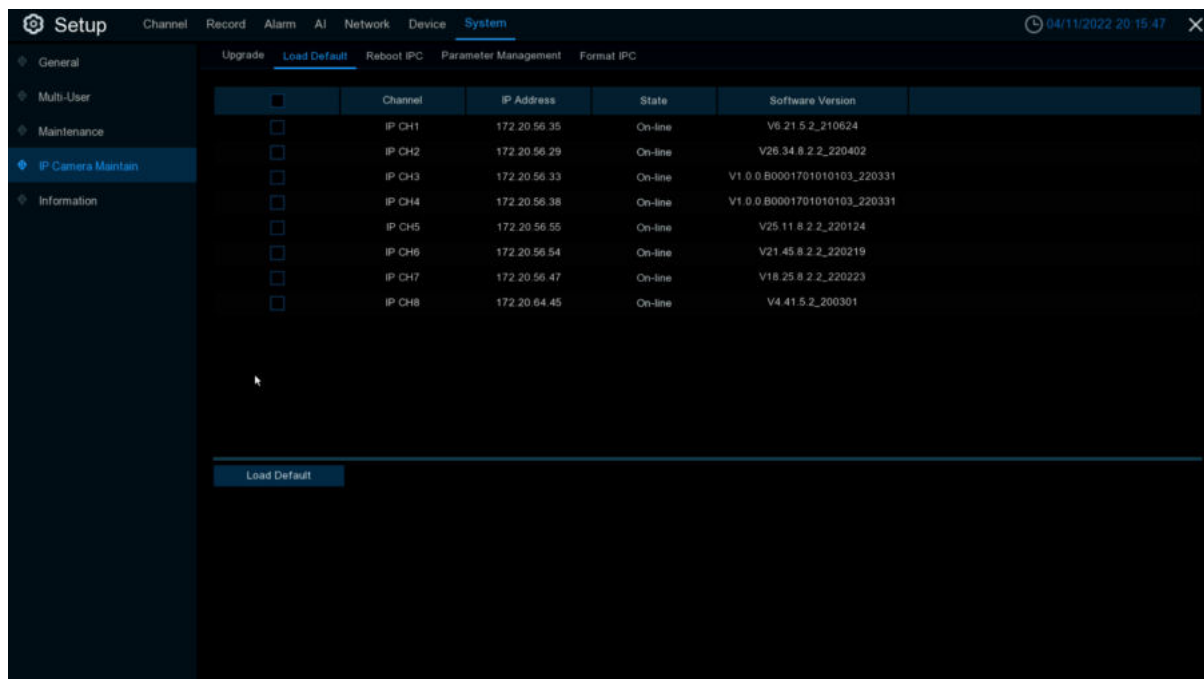 Setup Channel Record Alarm AI Network Device System 04/11/2022 20:15:47
General
Multi-User
Maintenance
IP Camera Maintain
Information
Upgrade Load Default Reboot IPC Parameter Management Format IPC
Channel IP Address State Software Version
IP CH1 172.20.56.35 On-line V6.21.5.2_210624
IP CH2 172.20.56.29 On-line V26.34.8.2.2_220402
IP CH3 172.20.56.33 On-line V1.0.0.B0001701010103_220331
IP CH4 172.20.56.38 On-line V1.0.0.B0001701010103_220331
IP CH5 172.20.56.55 On-line V25.11.8.2.2_220124
IP CH6 172.20.56.54 On-line V21.45.8.2.2_220219
IP CH7 172.20.56.47 On-line V18.25.8.2.2_220223
IP CH8 172.20.64.45 On-line V4.41.5.2_200301
Load Default